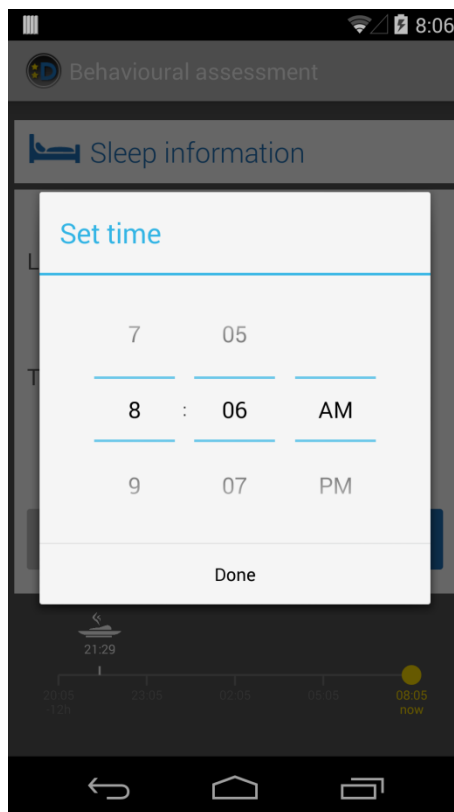 8:06
Behavioural assessment
Sleep information
Set time
L
T
7 05
8 : 06 AM
9 07 PM
Done
21:29
20:05 23:05 02:05 05:05 08:05
12h now